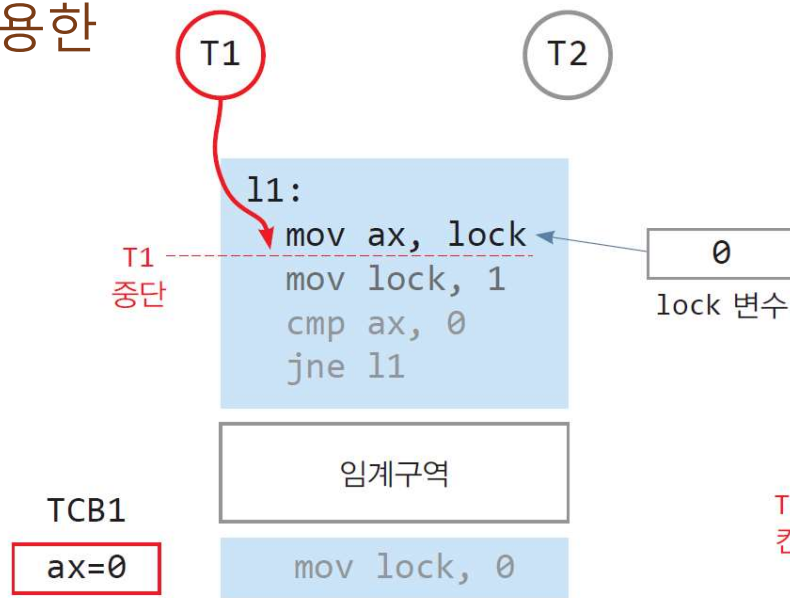 용한
T1
T2
l1:
mov ax, lock
T1
중단
mov lock, 1
0
lock 변수
cmp ax, 0
jne l1
임계구역
TCB1
ax=0
mov lock, 0